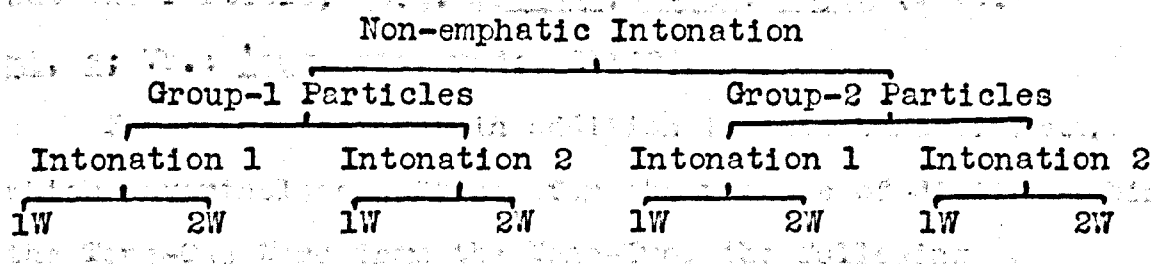 Non-emphatic Intonation
Group-1 Particles Group-2 Particles
Intonation 1 Intonation 2 Intonation 1 Intonation 2
1W 2W 1W 2W 1W 2W 1W 2W